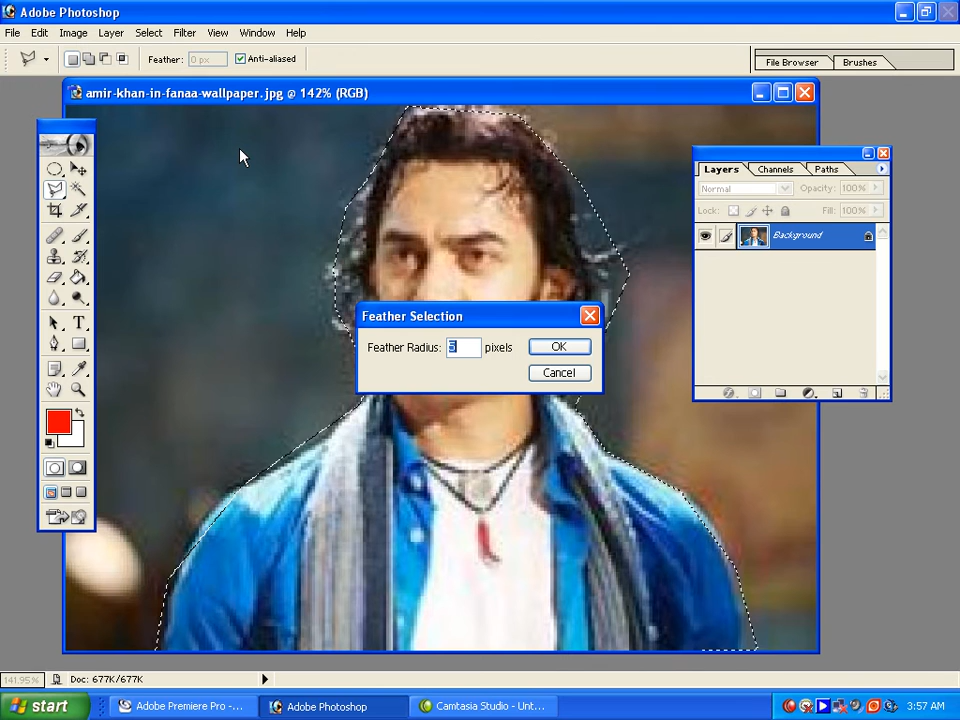 Adobe Photoshop
File Edit Image Layer Select Filter View Window Help
Feather: 0 px Anti-aliased File Browser Brushes
amir-khan-in-fanaa-wallpaper.jpg @ 142% (RGB)
Layers Channels Paths
Normal Opacity: 100%
Lock: Fill: 100%
Background
Feather Selection
Feather Radius: 5 pixels OK
Cancel
T
141.95% Doc: 677K/677K
start Adobe Premiere Pro - ... Adobe Photoshop Camtasia Studio - Unt... 3:57 AM